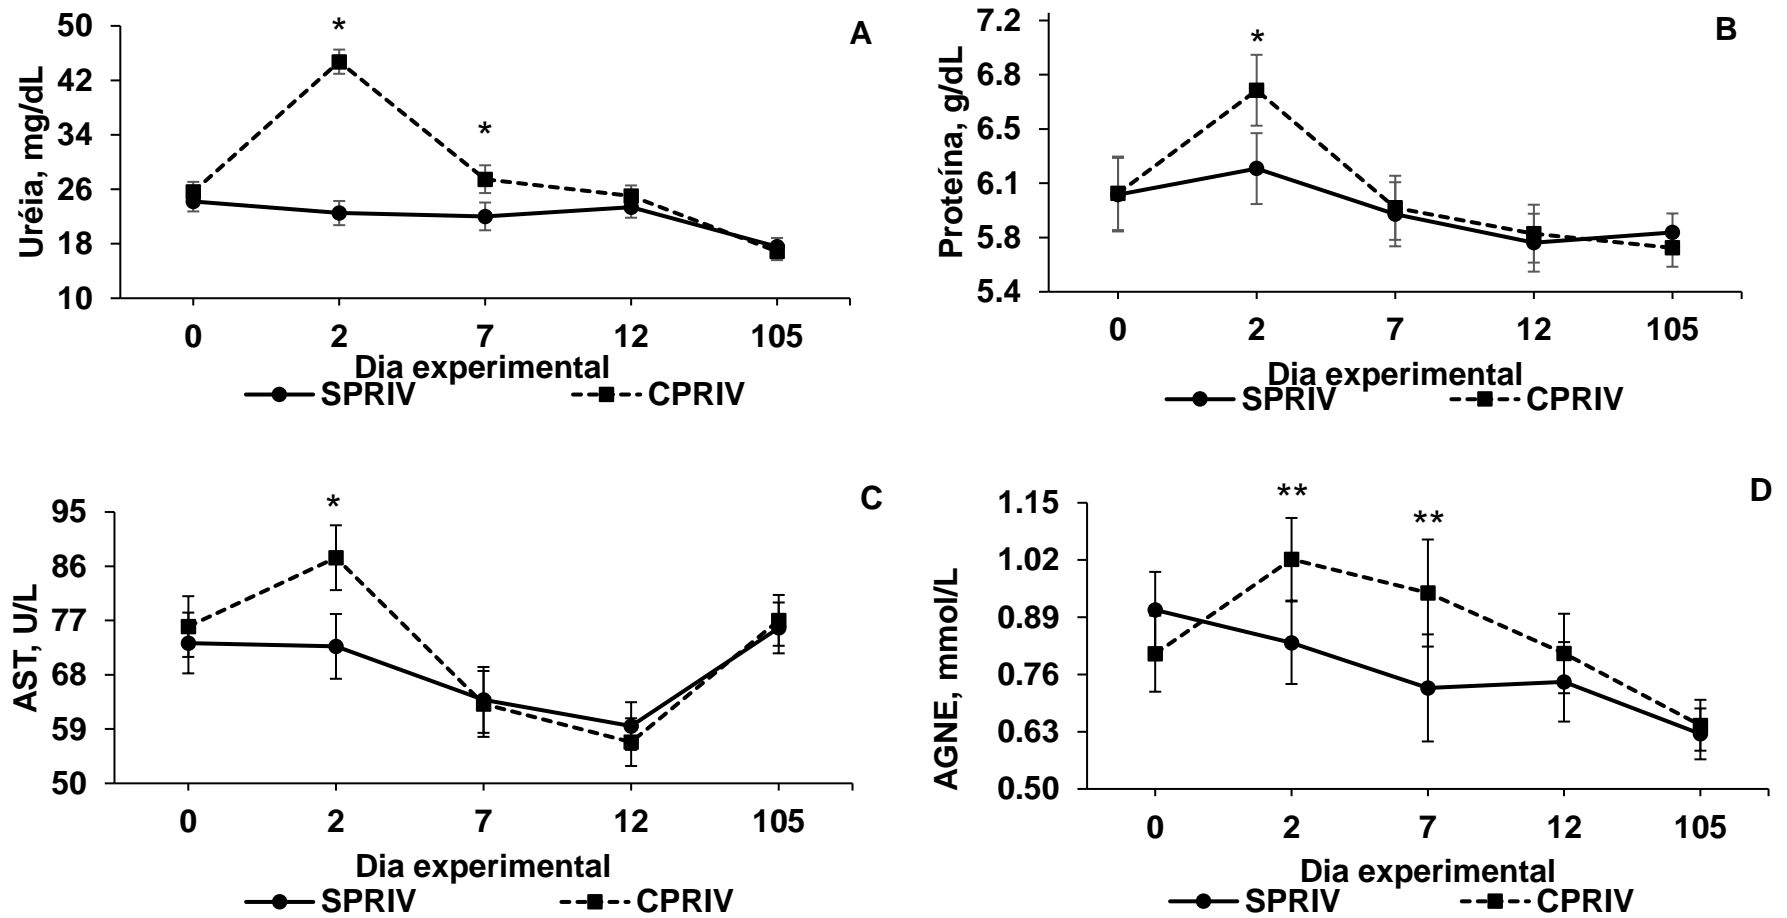 A
Uréia, mg/dL
50
42
34
26
18
10
*
*
0 2 7 12 105
Dia experimental
SPRIV CPRIV
B
Proteína, g/dL
7.2
6.8
6.5
6.1
5.8
5.4
*
0 2 7 12 105
Dia experimental
SPRIV CPRIV
C
AST, U/L
95
86
77
68
59
50
*
0 2 7 12 105
Dia experimental
SPRIV CPRIV
D
AGNE, mmol/L
1.15
1.02
0.89
0.76
0.63
0.50
**
**
0 2 7 12 105
Dia experimental
SPRIV CPRIV